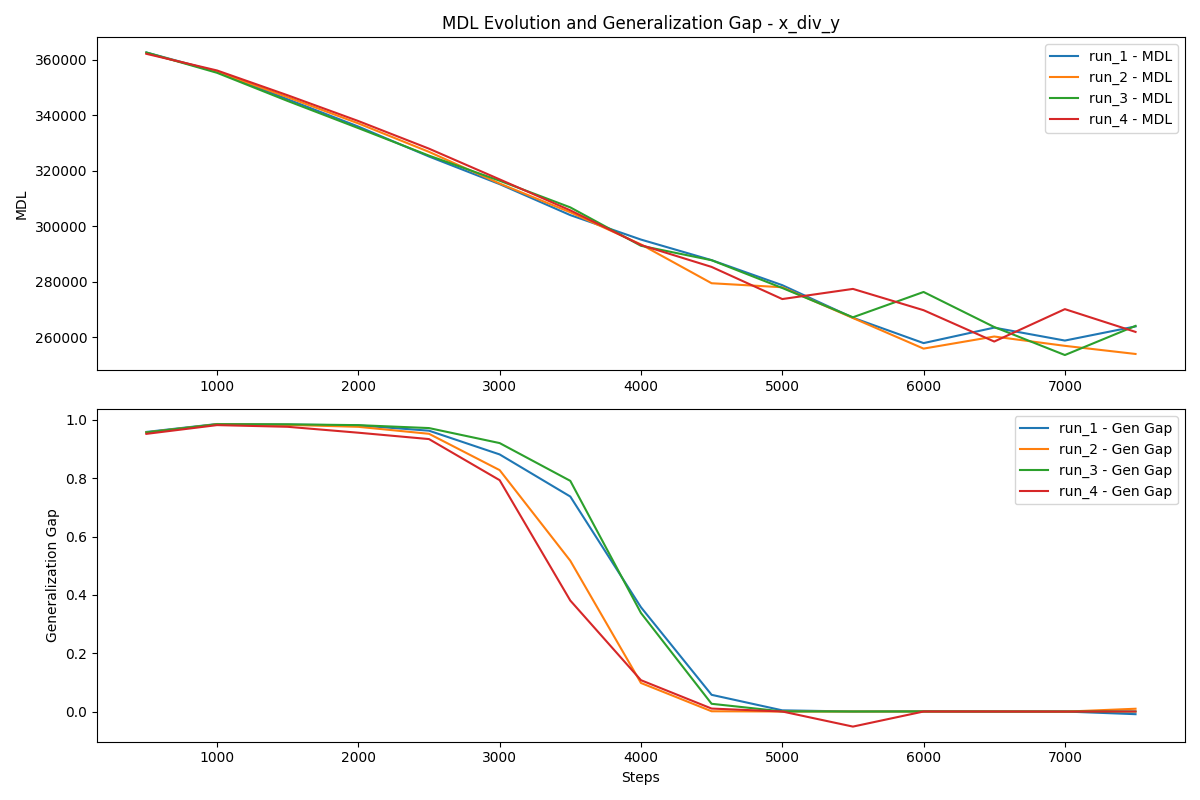 MDL Evolution and Generalization Gap - x_div_y
360000
340000
320000
300000
280000
260000
MDL
run_1 - MDL
run_2 - MDL
run_3 - MDL
run_4 - MDL
1000 2000 3000 4000 5000 6000 7000
1.0
0.8
0.6
0.4
0.2
0.0
Generalization Gap
run_1 - Gen Gap
run_2 - Gen Gap
run_3 - Gen Gap
run_4 - Gen Gap
1000 2000 3000 4000 5000 6000 7000
Steps